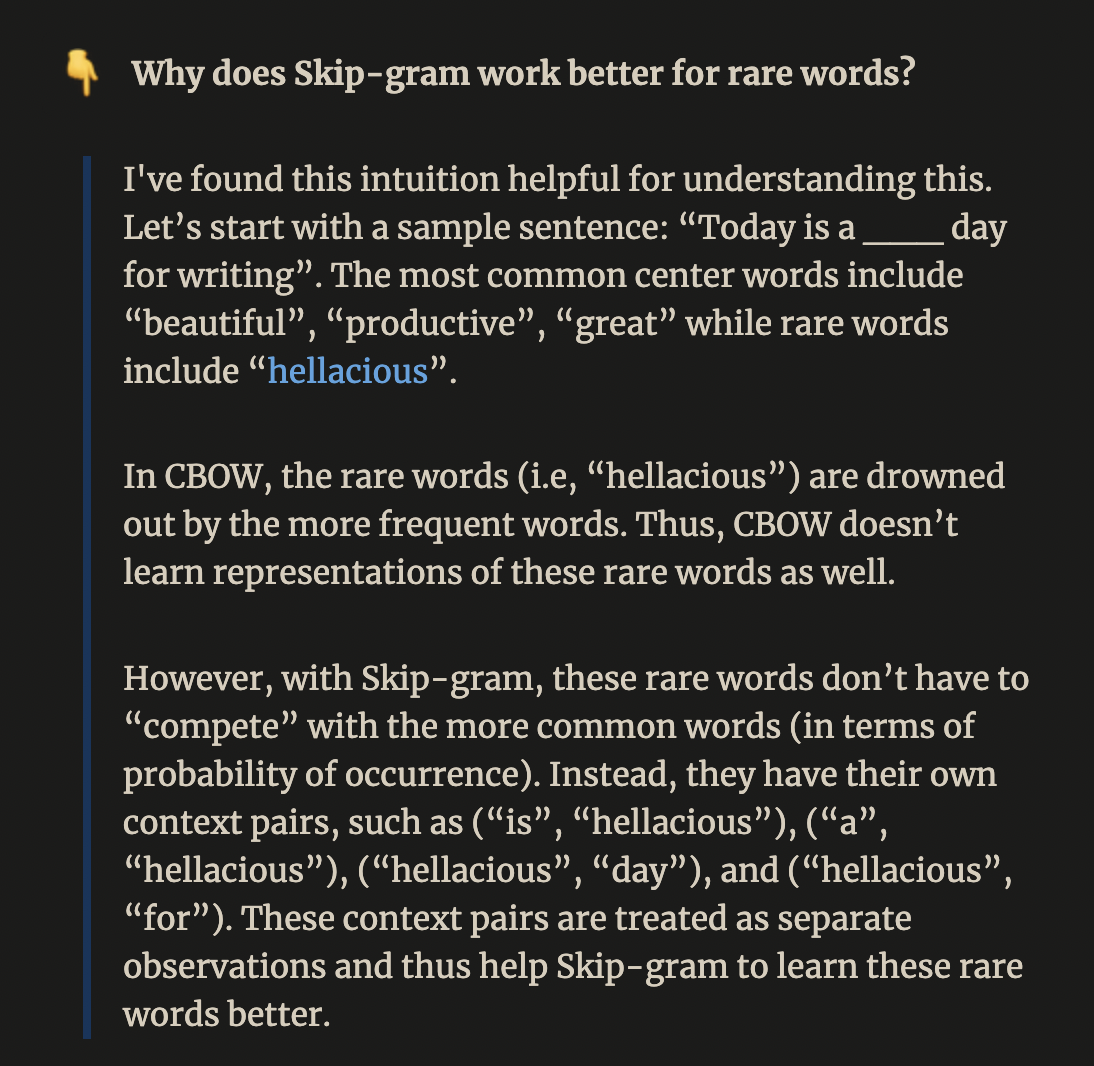 👇 Why does Skip-gram work better for rare words?
I've found this intuition helpful for understanding this.
Let’s start with a sample sentence: “Today is a ____ day
for writing”. The most common center words include
“beautiful”, “productive”, “great” while rare words
include “hellacious”.
In CBOW, the rare words (i.e, “hellacious”) are drowned
out by the more frequent words. Thus, CBOW doesn’t
learn representations of these rare words as well.
However, with Skip-gram, these rare words don’t have to
“compete” with the more common words (in terms of
probability of occurrence). Instead, they have their own
context pairs, such as (“is”, “hellacious”), (“a”,
“hellacious”), (“hellacious”, “day”), and (“hellacious”,
“for”). These context pairs are treated as separate
observations and thus help Skip-gram to learn these rare
words better.